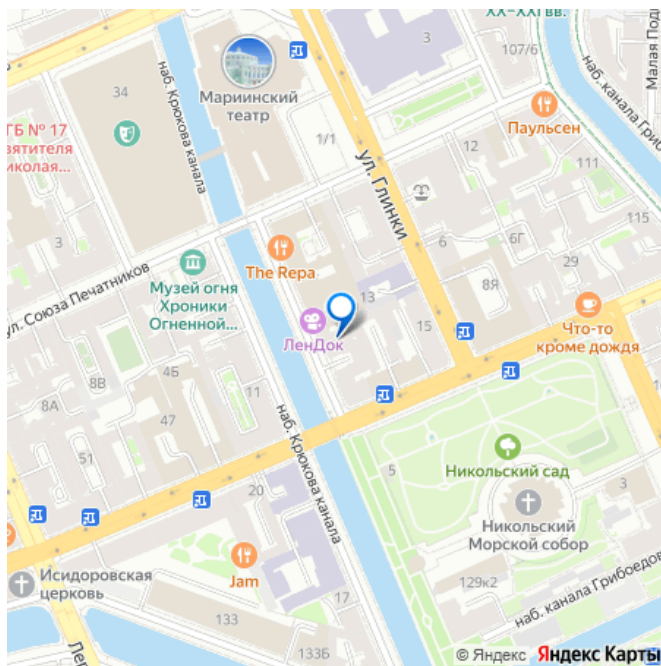 XX–XXI вв.
107/6
Малая Под
3
наб. Крюкова канала
Мариинский
театр
34
1/1
Паульсен
наб. канала Гриб
ГБ № 17
вятителя
иколая...
ул. Глинки
12
111
115
The Repa
3
6
6Г
29
Музей огня
Хроники
Огненной...
ул. Союза Печатников
13
8Я
15
ЛенДок
Что-то
кроме дождя
4Б
8В
8А
11
47
наб. Крюкова канала
51
20
5
Никольский сад
3
Никольский
Морской собор
Исидоровская
церковь
Jam
129к2
17
133
133Б
наб. канала Грибоедов
Лер
© Яндекс Яндекс Карты